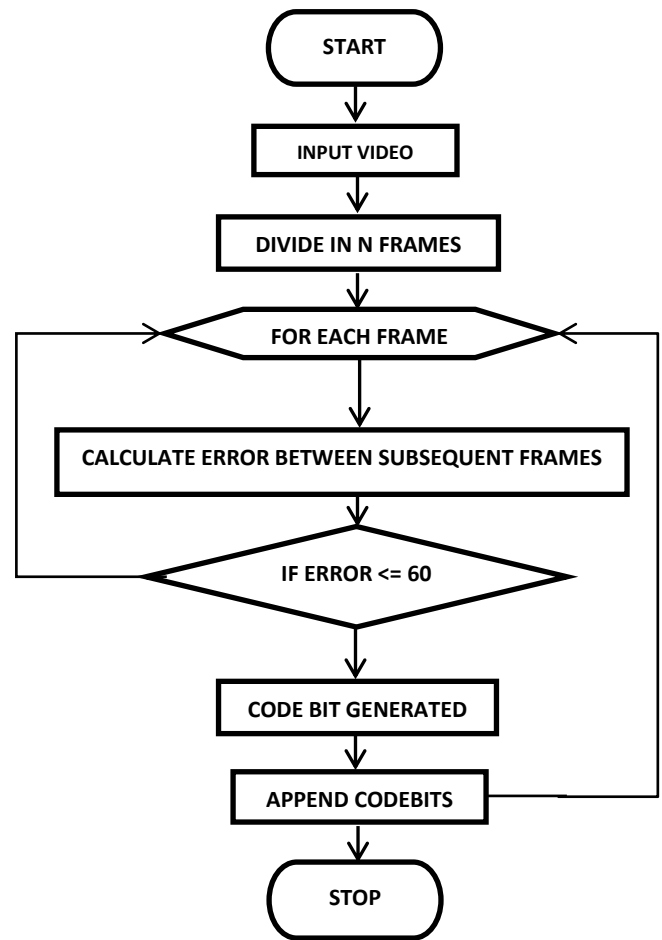 START
INPUT VIDEO
DIVIDE IN N FRAMES
FOR EACH FRAME
CALCULATE ERROR BETWEEN SUBSEQUENT FRAMES
IF ERROR <= 60
CODE BIT GENERATED
APPEND CODEBITS
STOP